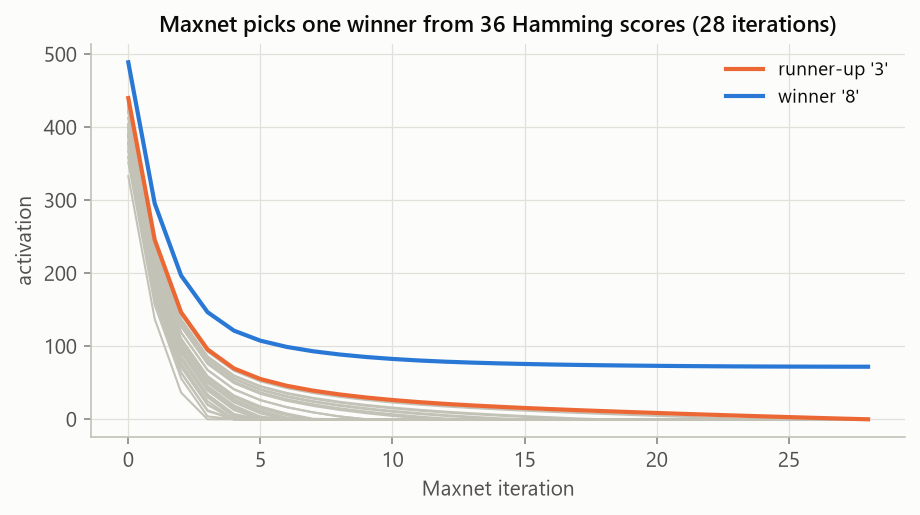 Maxnet picks one winner from 36 Hamming scores (28 iterations)
runner-up '3'
winner '8'
500
400
300
200
100
0
activation
0 5 10 15 20 25
Maxnet iteration